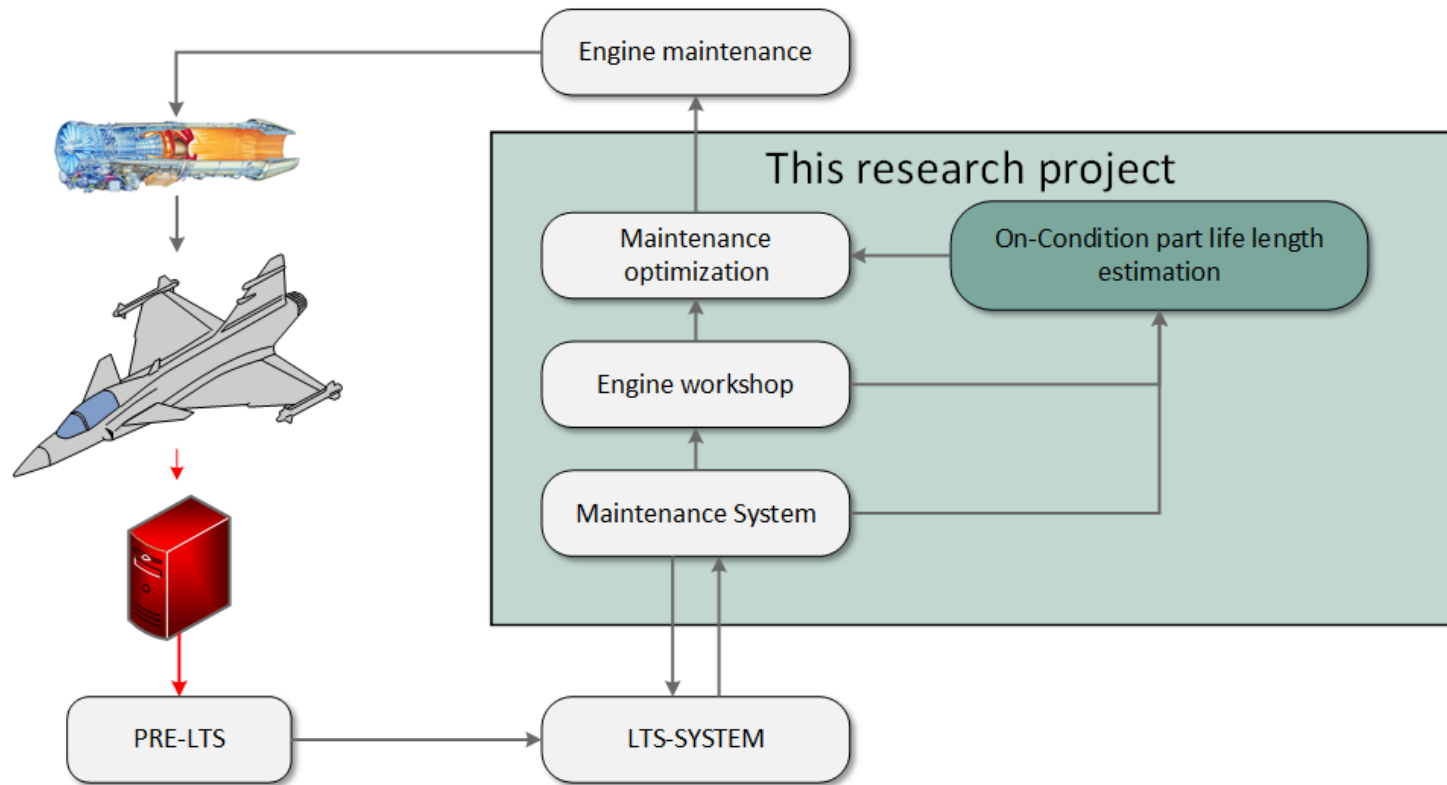 Engine maintenance
This research project
Maintenance
optimization
On-Condition part life length
estimation
Engine workshop
Maintenance System
PRE-LTS
LTS-SYSTEM